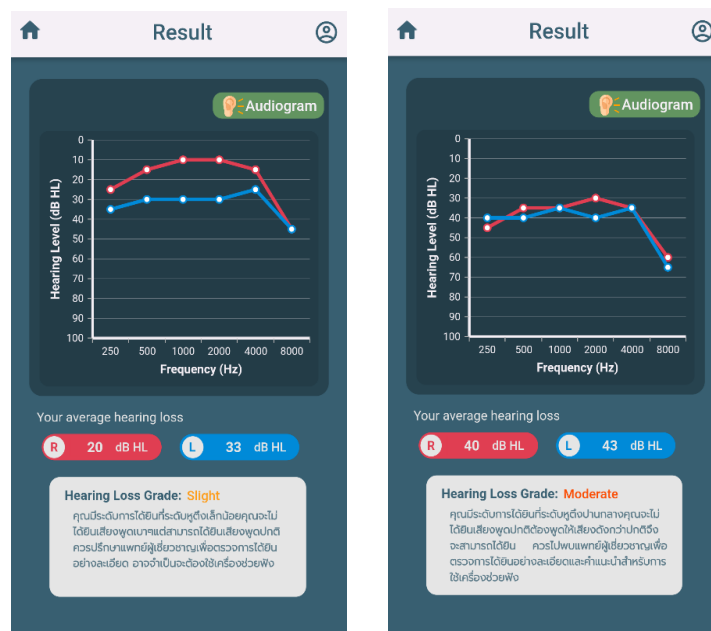 Result
Audiogram
Hearing Level (dB HL)
0
10
20
30
40
50
60
70
80
90
100
250 500 1000 2000 4000 8000
Frequency (Hz)
Your average hearing loss
R 20 dB HL L 33 dB HL
Hearing Loss Grade: Slight
คุณมีระดับการได้ยินที่ระดับหูตึงเล็กน้อยคุณจะไม่
ได้ยินเสียงพูดเบาๆแต่สามารถได้ยินเสียงพูดปกติ
ควรปรึกษาแพทย์ผู้เชี่ยวชาญเพื่อตรวจการได้ยิน
อย่างละเอียด อาจจำเป็นจะต้องใช้เครื่องช่วยฟัง
Result
Audiogram
Hearing Level (dB HL)
0
10
20
30
40
50
60
70
80
90
100
250 500 1000 2000 4000 8000
Frequency (Hz)
Your average hearing loss
R 40 dB HL L 43 dB HL
Hearing Loss Grade: Moderate
คุณมีระดับการได้ยินที่ระดับหูตึงปานกลางคุณจะไม่
ได้ยินเสียงพูดปกติต้องพูดให้เสียงดังกว่าปกติจึง
จะสามารถได้ยิน ควรไปพบแพทย์ผู้เชี่ยวชาญเพื่อ
ตรวจการได้ยินอย่างละเอียดและคำแนะนำสำหรับการ
ใช้เครื่องช่วยฟัง